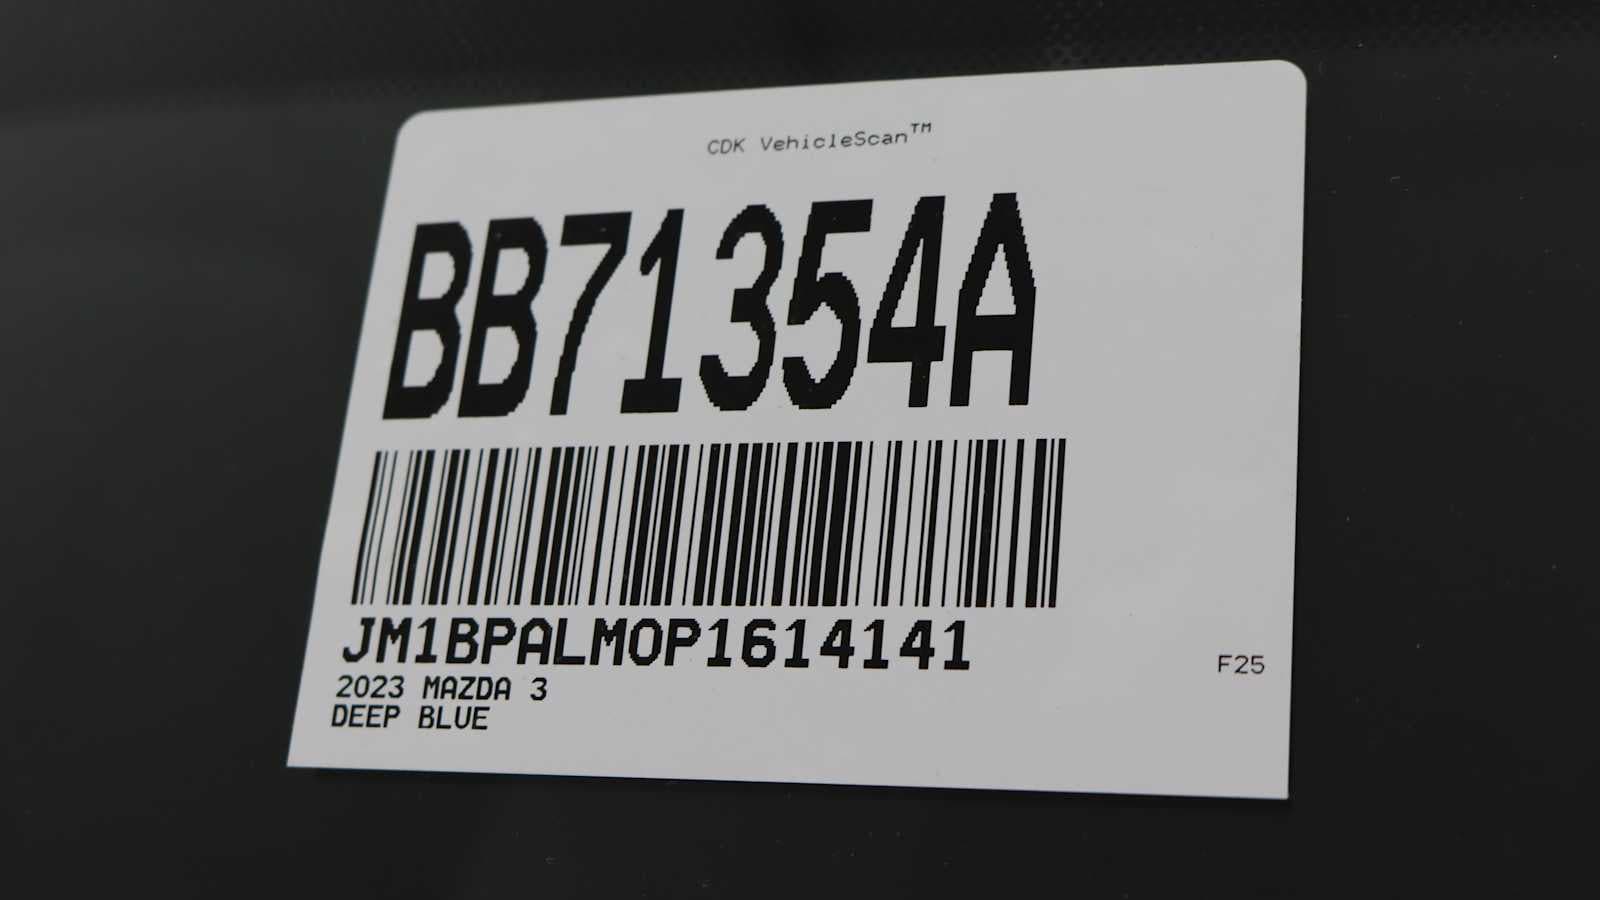 CDK VehicleScan™
BB71354A
JM1BPALM0P1614141
2023 MAZDA 3
DEEP BLUE
F25